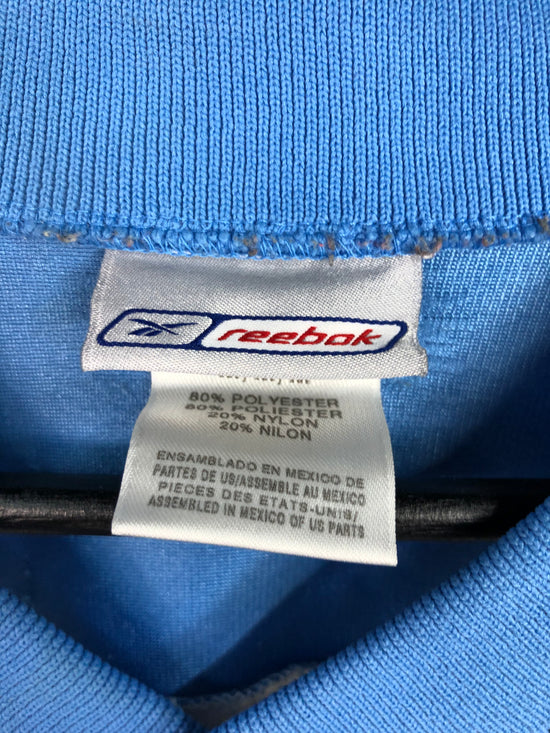 reebok
80% POLYESTER
80% POLIESTER
20% NYLON
20% NILON
ENSAMBLADO EN MEXICO DE
PARTES DE US/ASSEMBLE AU MEXICO
PIECES DES ETATS-UNIS/
ASSEMBLED IN MEXICO OF US PARTS